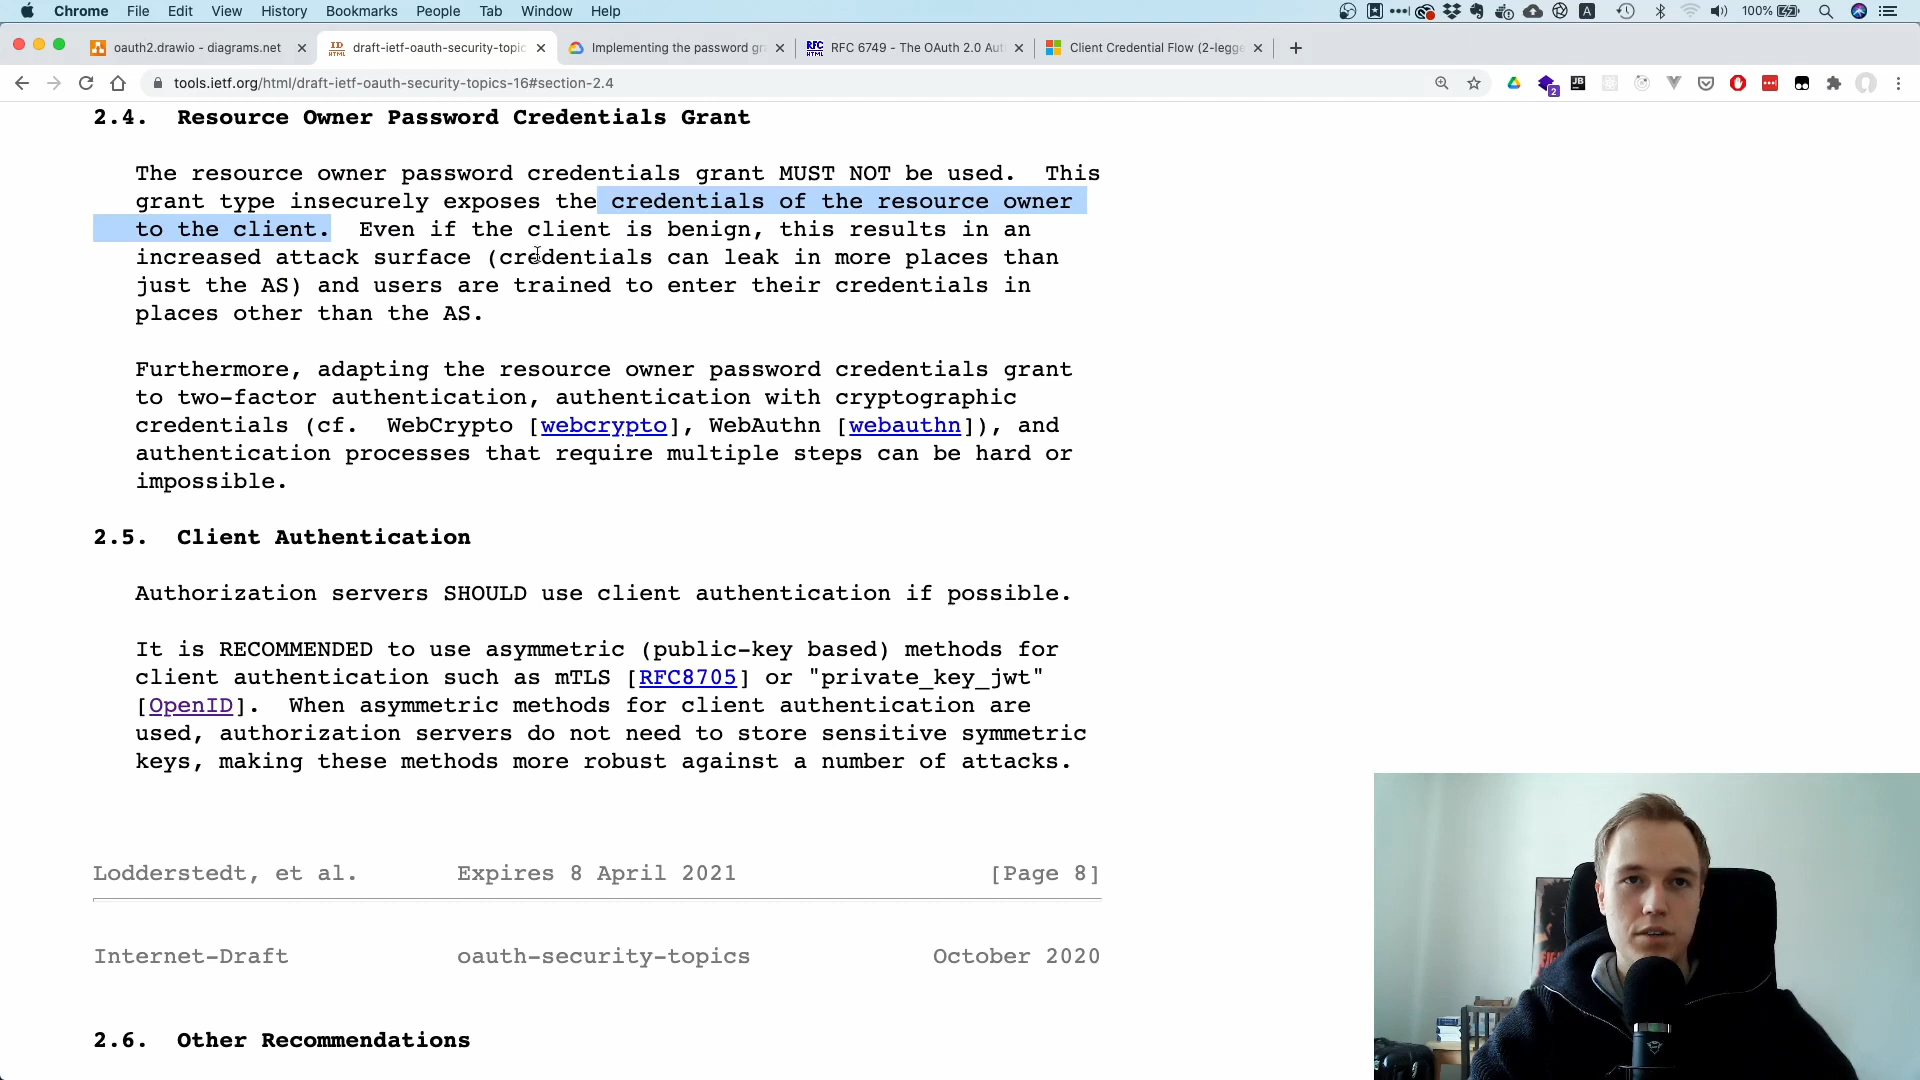 Chrome File Edit View History Bookmarks People Tab Window Help 100%
oauth2.drawio - diagrams.net
draft-ietf-oauth-security-topic
Implementing the password gr
RFC 6749 - The OAuth 2.0 Aut
Client Credential Flow (2-legge
tools.ietf.org/html/draft-ietf-oauth-security-topics-16#section-2.4
2.4. Resource Owner Password Credentials Grant
The resource owner password credentials grant MUST NOT be used. This
grant type insecurely exposes the credentials of the resource owner
to the client. Even if the client is benign, this results in an
increased attack surface (credentials can leak in more places than
just the AS) and users are trained to enter their credentials in
places other than the AS.
Furthermore, adapting the resource owner password credentials grant
to two-factor authentication, authentication with cryptographic
credentials (cf. WebCrypto [webcrypto], WebAuthn [webauthn]), and
authentication processes that require multiple steps can be hard or
impossible.
2.5. Client Authentication
Authorization servers SHOULD use client authentication if possible.
It is RECOMMENDED to use asymmetric (public-key based) methods for
client authentication such as mTLS [RFC8705] or "private_key_jwt"
[OpenID]. When asymmetric methods for client authentication are
used, authorization servers do not need to store sensitive symmetric
keys, making these methods more robust against a number of attacks.
Lodderstedt, et al. Expires 8 April 2021 [Page 8]
Internet-Draft oauth-security-topics October 2020
2.6. Other Recommendations